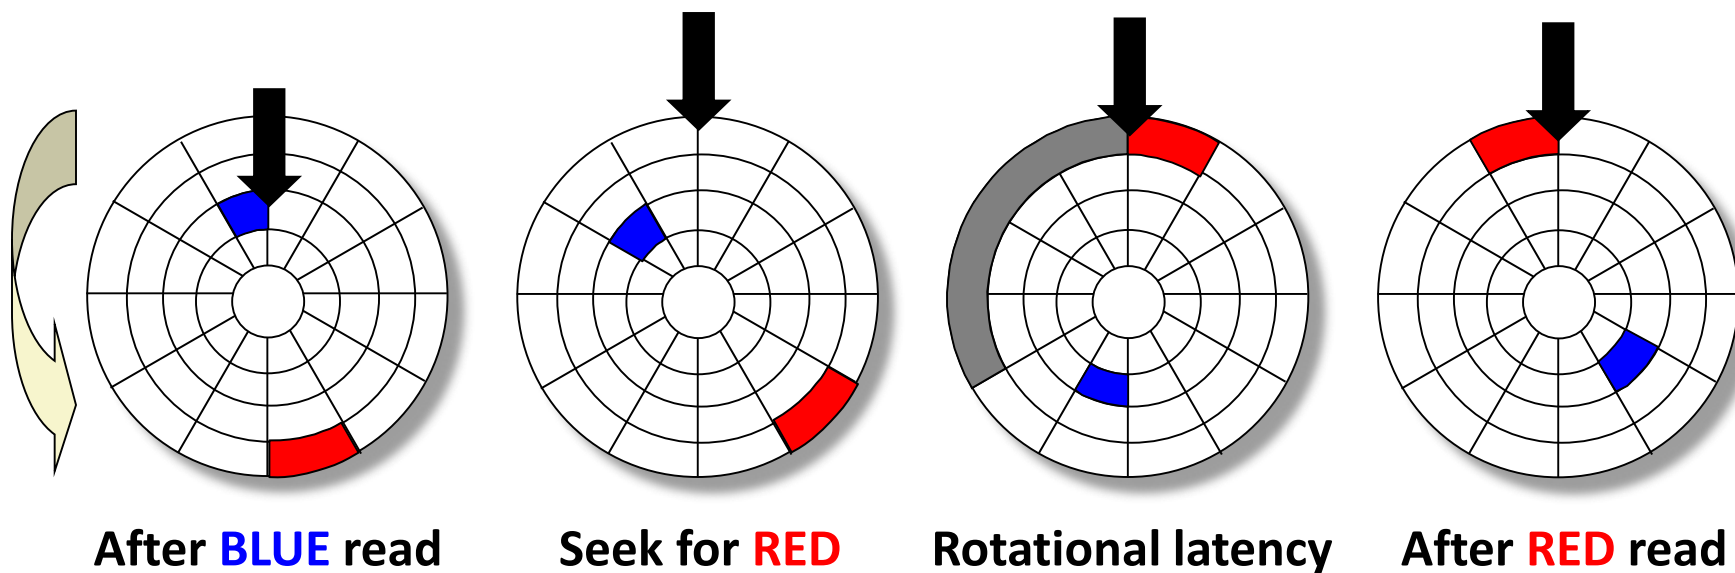 After BLUE read
Seek for RED
Rotational latency
After RED read